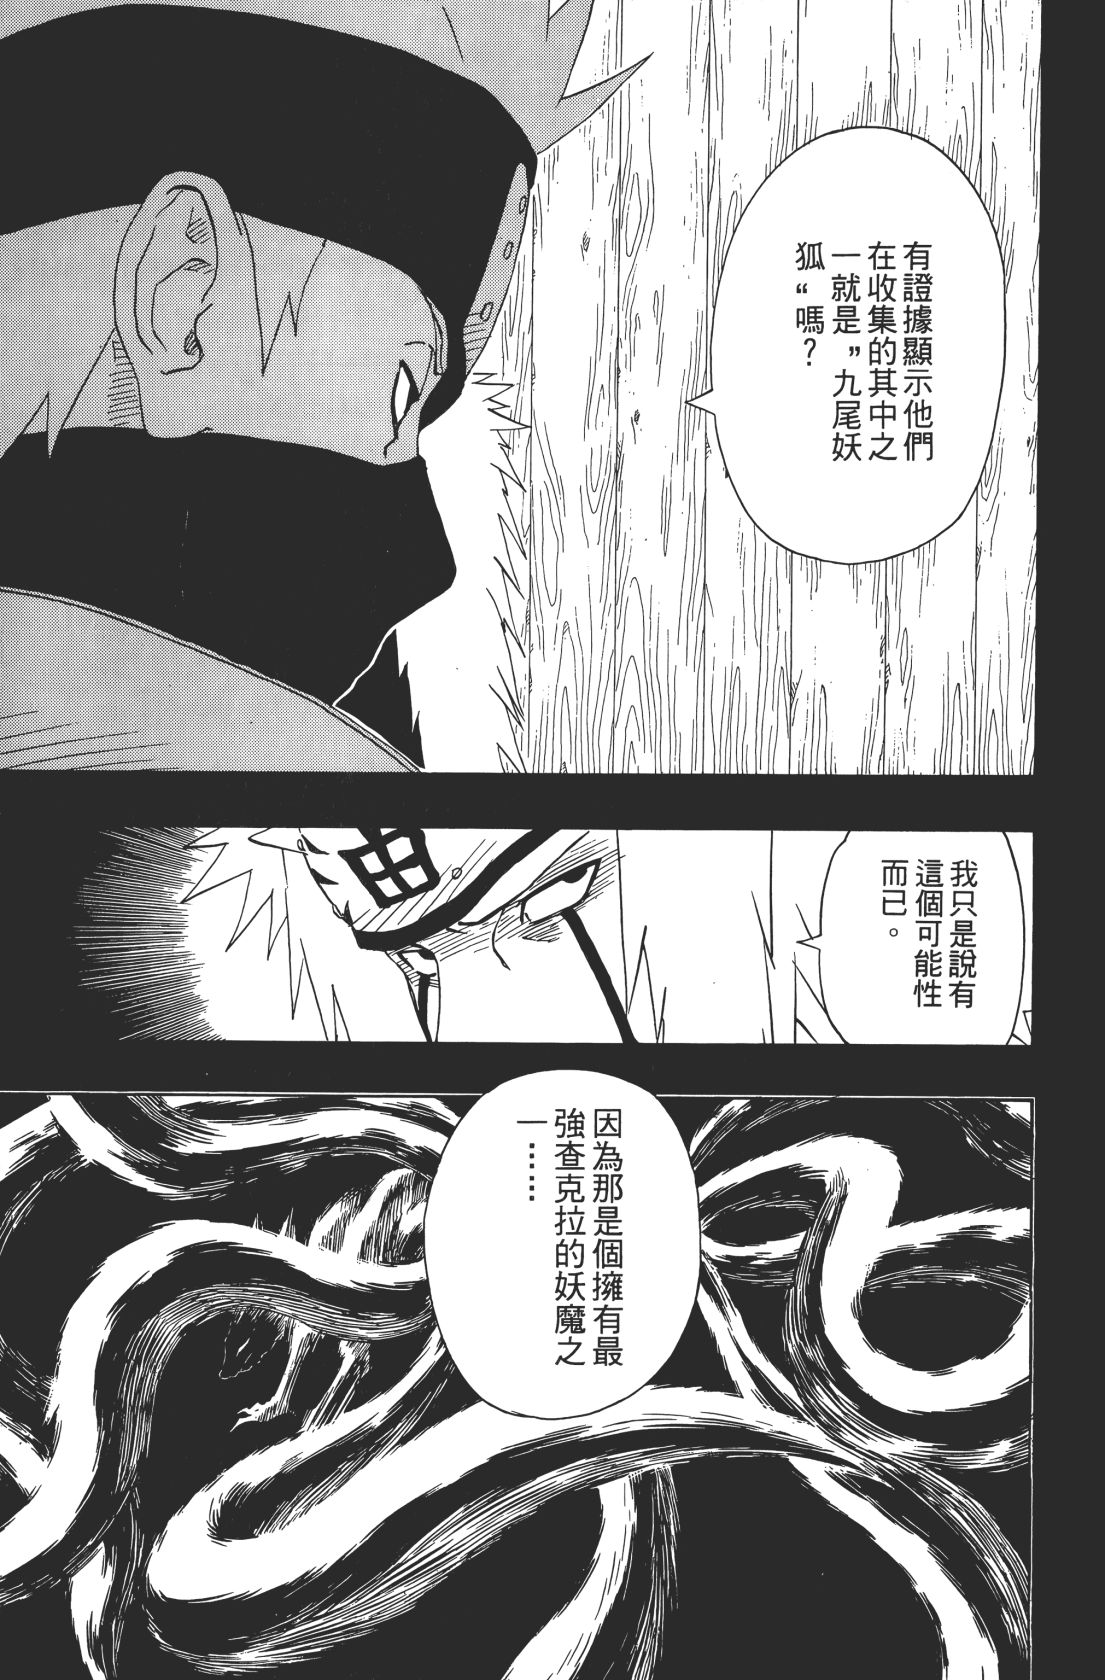 有證據顯示他們
在收集的其中之
一就是”九尾妖
狐“嗎？
我只是說有
這個可能性
而已。
因為那是個擁有最
強查克拉的妖魔之
一……
油